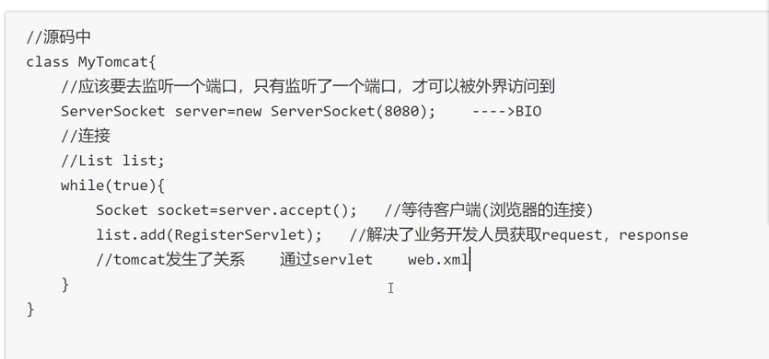 //源码中
class MyTomcat{
//应该要去监听一个端口，只有监听了一个端口，才可以被外界访问到
ServerSocket server=new ServerSocket(8080);    ---->BIO
//连接
//List list;
while(true){
Socket socket=server.accept();   //等待客户端(浏览器的连接)
list.add(RegisterServlet);   //解决了业务开发人员获取request，response
//tomcat发生了关系    通过servlet    web.xml
}
}